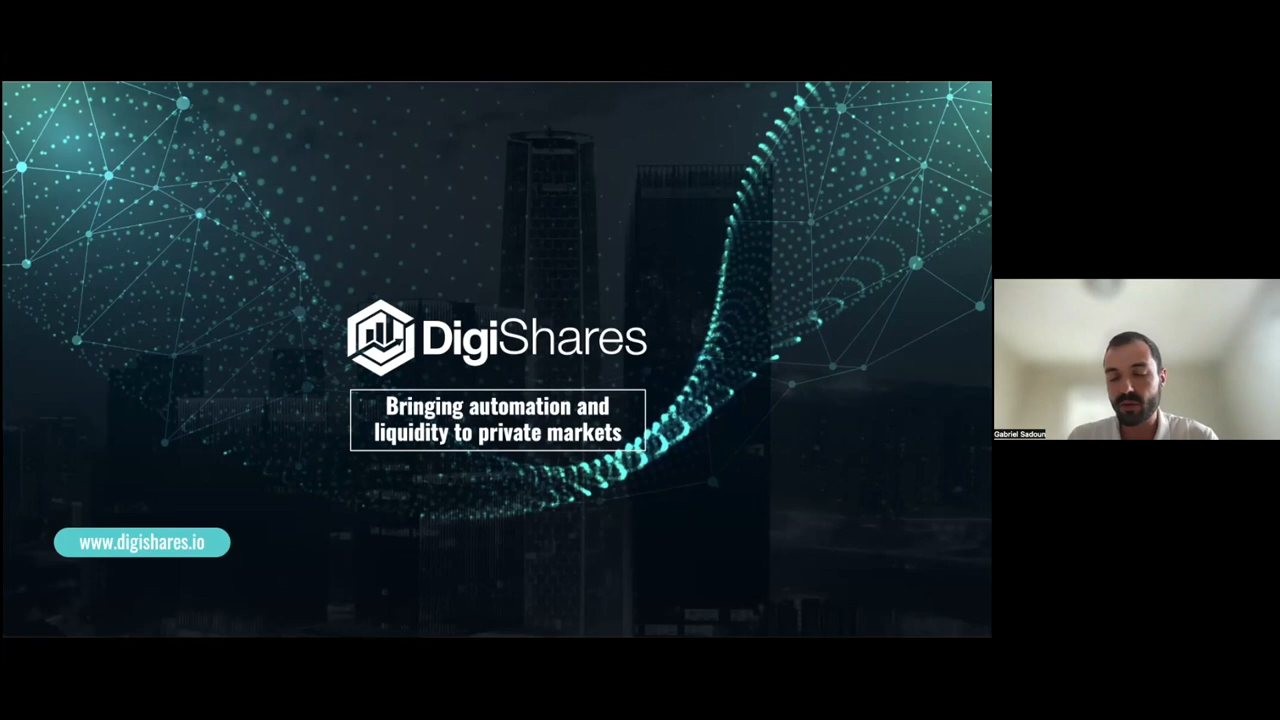 DigiShares
Bringing automation and
liquidity to private markets
www.digishares.io
Gabriel Sadoun